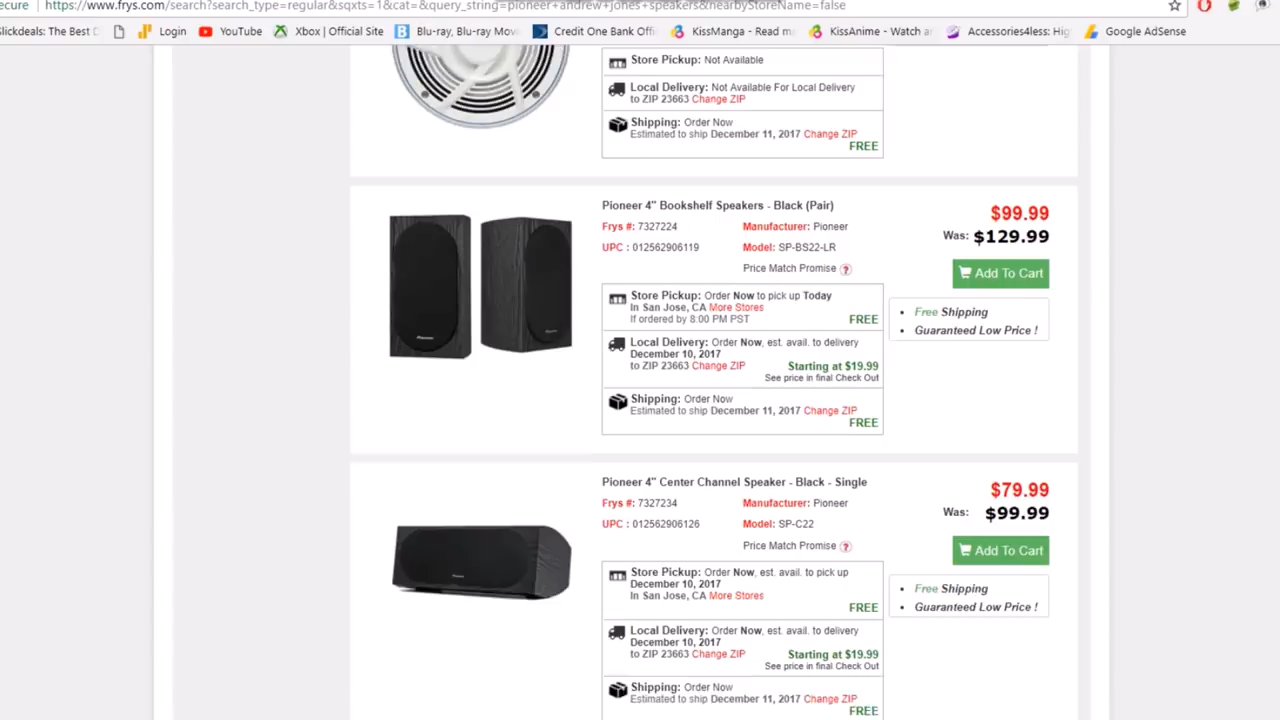 ecure https://www.frys.com/search?search_type=regular&sqxts=1&cat=&query_string=pioneer+andrew+jones+speakers&nearbyStoreName=false
Slickdeals: The Best D Login YouTube Xbox | Official Site Blu-ray, Blu-ray Movi Credit One Bank Offi KissManga - Read m KissAnime - Watch a Accessories4less: Hig Google AdSense
Store Pickup: Not Available
Local Delivery: Not Available For Local Delivery
to ZIP 23663 Change ZIP
Shipping: Order Now
Estimated to ship December 11, 2017 Change ZIP
FREE
Pioneer 4" Bookshelf Speakers - Black (Pair)
Frys #: 7327224 Manufacturer: Pioneer
UPC : 012562906119 Model: SP-BS22-LR
Price Match Promise ?
Store Pickup: Order Now to pick up Today
In San Jose, CA More Stores
If ordered by 8:00 PM PST FREE
Local Delivery: Order Now, est. avail. to delivery
December 10, 2017
to ZIP 23663 Change ZIP Starting at $19.99
See price in final Check Out
Shipping: Order Now
Estimated to ship December 11, 2017 Change ZIP
FREE
$99.99
Was: $129.99
Add To Cart
• Free Shipping
• Guaranteed Low Price !
Pioneer 4" Center Channel Speaker - Black - Single
Frys #: 7327234 Manufacturer: Pioneer
UPC : 012562906126 Model: SP-C22
Price Match Promise ?
Store Pickup: Order Now, est. avail. to pick up
December 10, 2017
In San Jose, CA More Stores
FREE
Local Delivery: Order Now, est. avail. to delivery
December 10, 2017
to ZIP 23663 Change ZIP Starting at $19.99
See price in final Check Out
Shipping: Order Now
Estimated to ship December 11, 2017 Change ZIP
FREE
$79.99
Was: $99.99
Add To Cart
• Free Shipping
• Guaranteed Low Price !